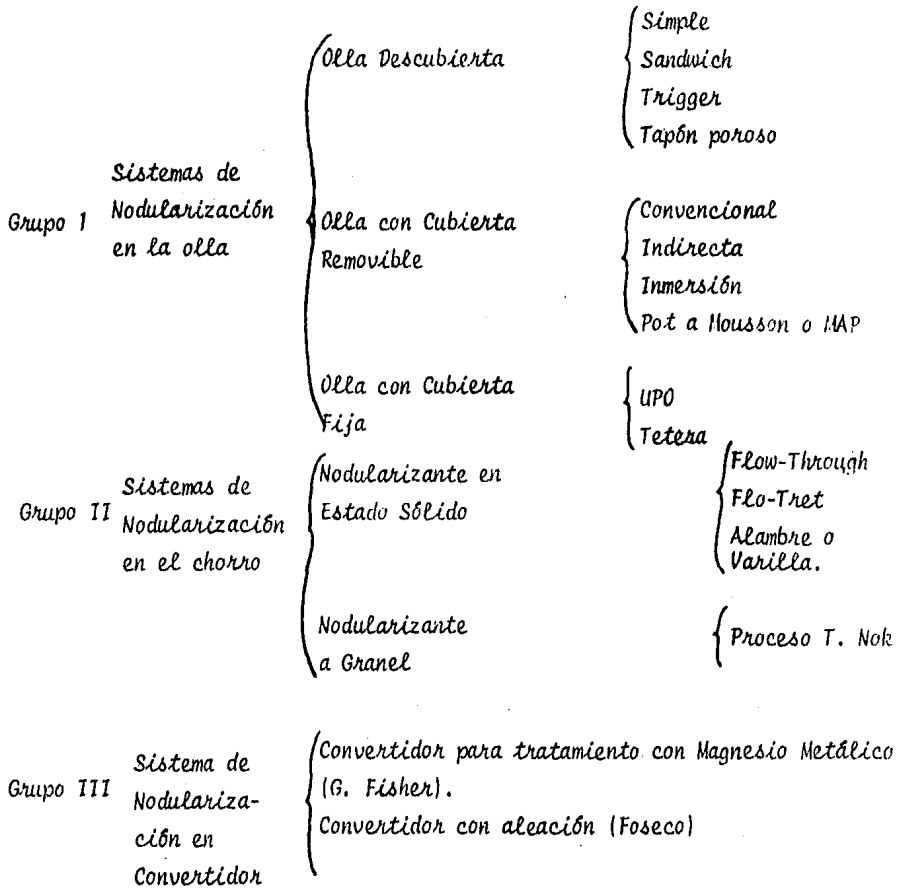 Simple
Olla Descubierta
Sandwich
Trigger
Tapón poroso
Grupo I
Sistemas de
Nodularización
en la olla
Olla con Cubierta
Removible
Convencional
Indirecta
Inmersión
Pot a Mousson o MAP
Olla con Cubierta
Fija
UPO
Tetera
Grupo II
Sistemas de
Nodularización
en el chorro
Nodularizante en
Estado Sólido
Flow-Through
Flo-Tret
Alambre o
Varilla.
Nodularizante
a Granel
Proceso T. Nok
Grupo III
Sistema de
Nodulariza-
ción en
Convertidor
Convertidor para tratamiento con Magnesio Metálico
(G. Fisher).
Convertidor con aleación (Foseco)